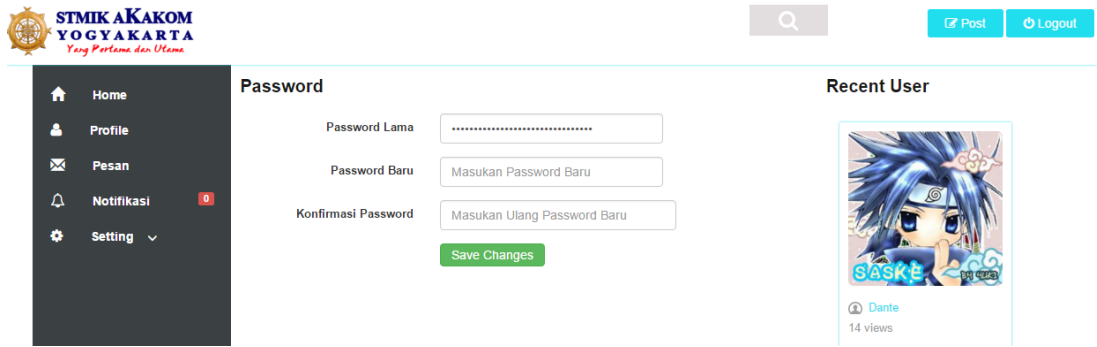 STMIK aKAKOM
YOGYAKARTA
Yang Pertama dan Utama
Post
Logout
Home
Profile
Pesan
Notifikasi 0
Setting
Password
Password Lama ••••••••••••••••••••••••••••••••
Password Baru Masukan Password Baru
Konfirmasi Password Masukan Ulang Password Baru
Save Changes
Recent User
SASKE
Dante
14 views